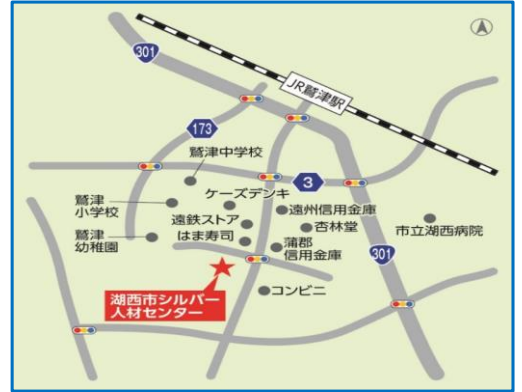 301
JR鷲津駅
173
鷲津中学校
3
鷲津
小学校
ケーズデンキ
遠州信用金庫
遠鉄ストア
杏林堂
市立湖西病院
鷲津
幼稚園
はま寿司
蒲郡
信用金庫
301
湖西市シルバー
人材センター
コンビニ